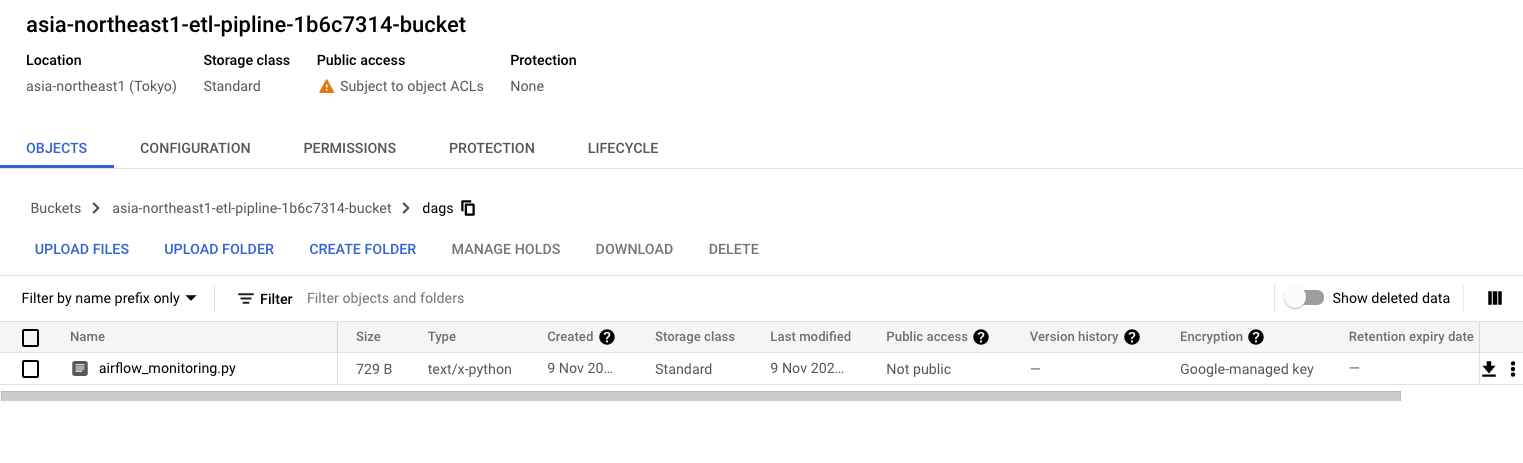 asia-northeast1-etl-pipline-1b6c7314-bucket
Location Storage class Public access Protection
asia-northeast1 (Tokyo) Standard Subject to object ACLs None
OBJECTS CONFIGURATION PERMISSIONS PROTECTION LIFECYCLE
Buckets asia-northeast1-etl-pipline-1b6c7314-bucket dags
UPLOAD FILES UPLOAD FOLDER CREATE FOLDER MANAGE HOLDS DOWNLOAD DELETE
Filter by name prefix only Filter Filter objects and folders Show deleted data
Name Size Type Created Storage class Last modified Public access Version history Encryption Retention expiry date
airflow_monitoring.py 729 B text/x-python 9 Nov 20... Standard 9 Nov 202... Not public — Google-managed key —